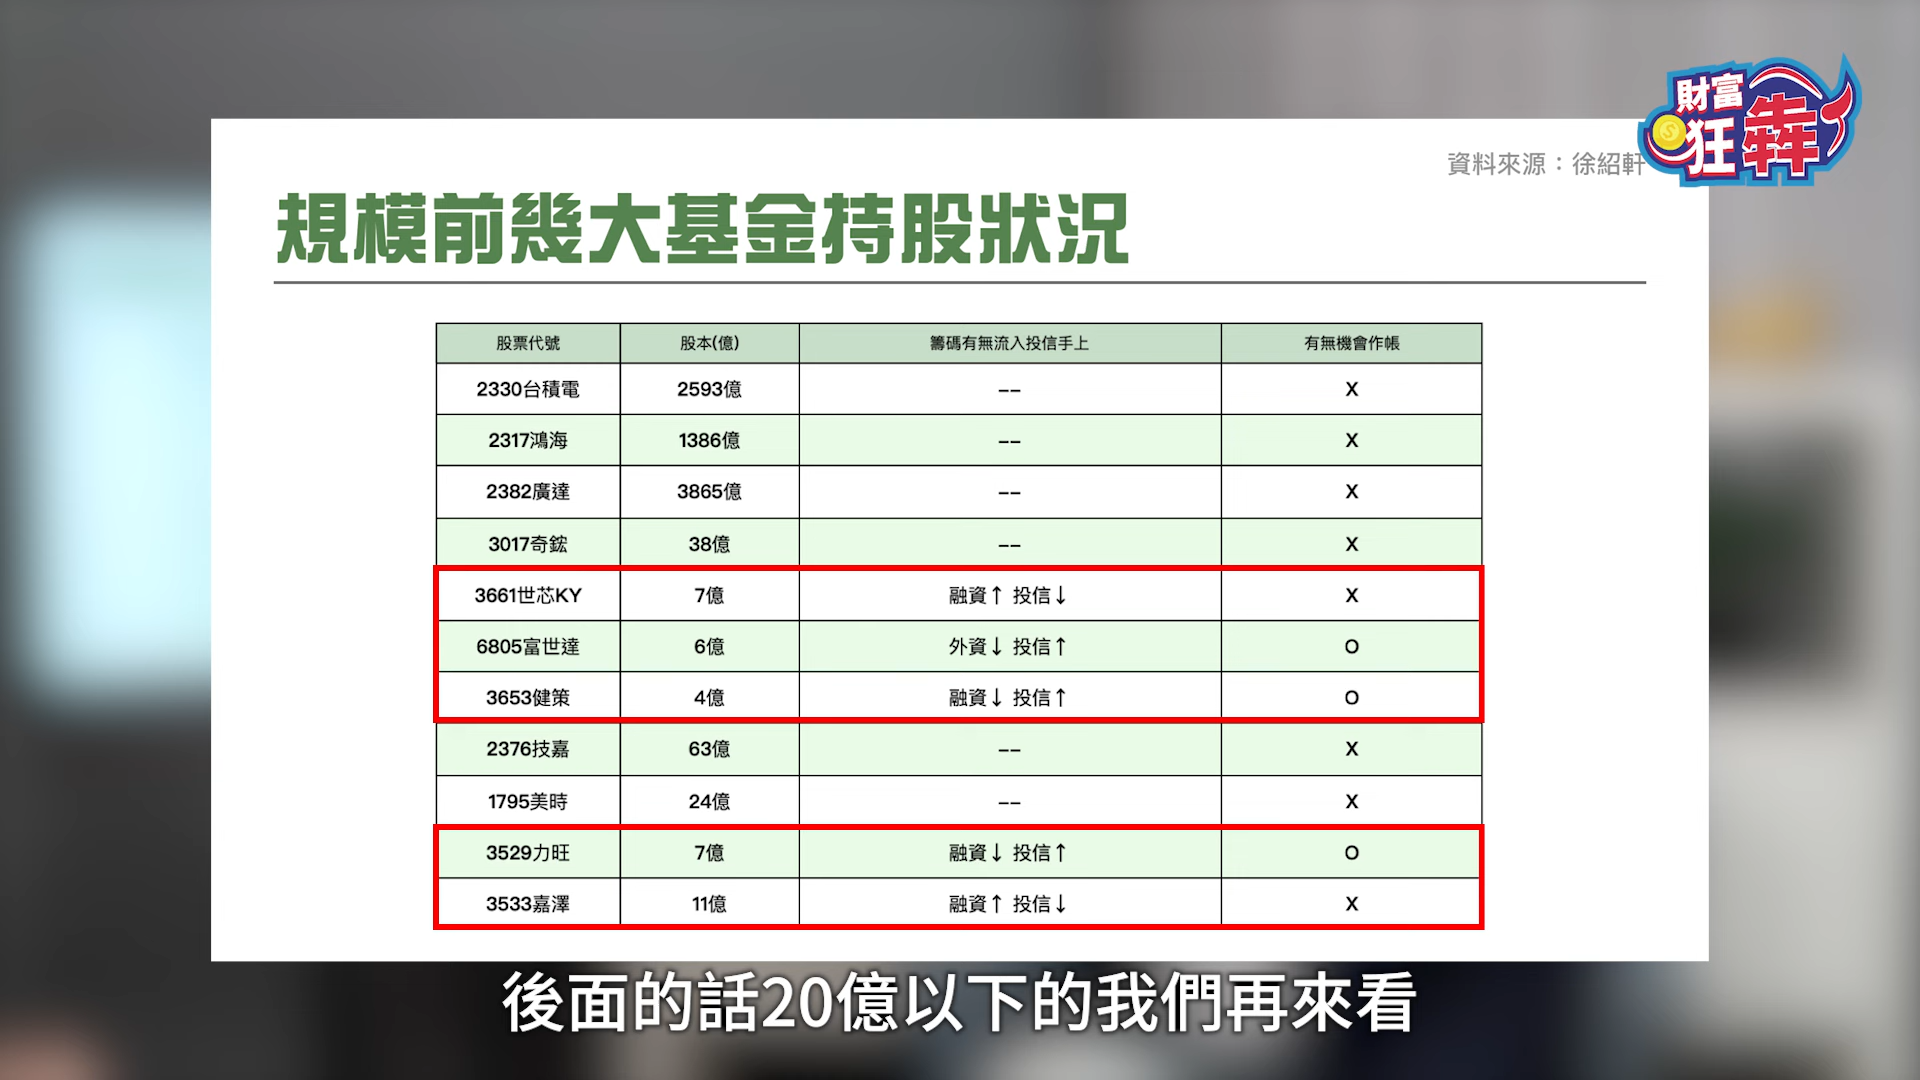 財富
狂犇
資料來源：徐紹軒
規模前幾大基金持股狀況
股票代號 股本(億) 籌碼有無流入投信手上 有無機會作帳
2330台積電 2593億 -- X
2317鴻海 1386億 -- X
2382廣達 3865億 -- X
3017奇鋐 38億 -- X
3661世芯KY 7億 融資↑ 投信↓ X
6805富世達 6億 外資↓ 投信↑ O
3653健策 4億 融資↓ 投信↑ O
2376技嘉 63億 -- X
1795美時 24億 -- X
3529力旺 7億 融資↓ 投信↑ O
3533嘉澤 11億 融資↑ 投信↓ X
後面的話20億以下的我們再來看